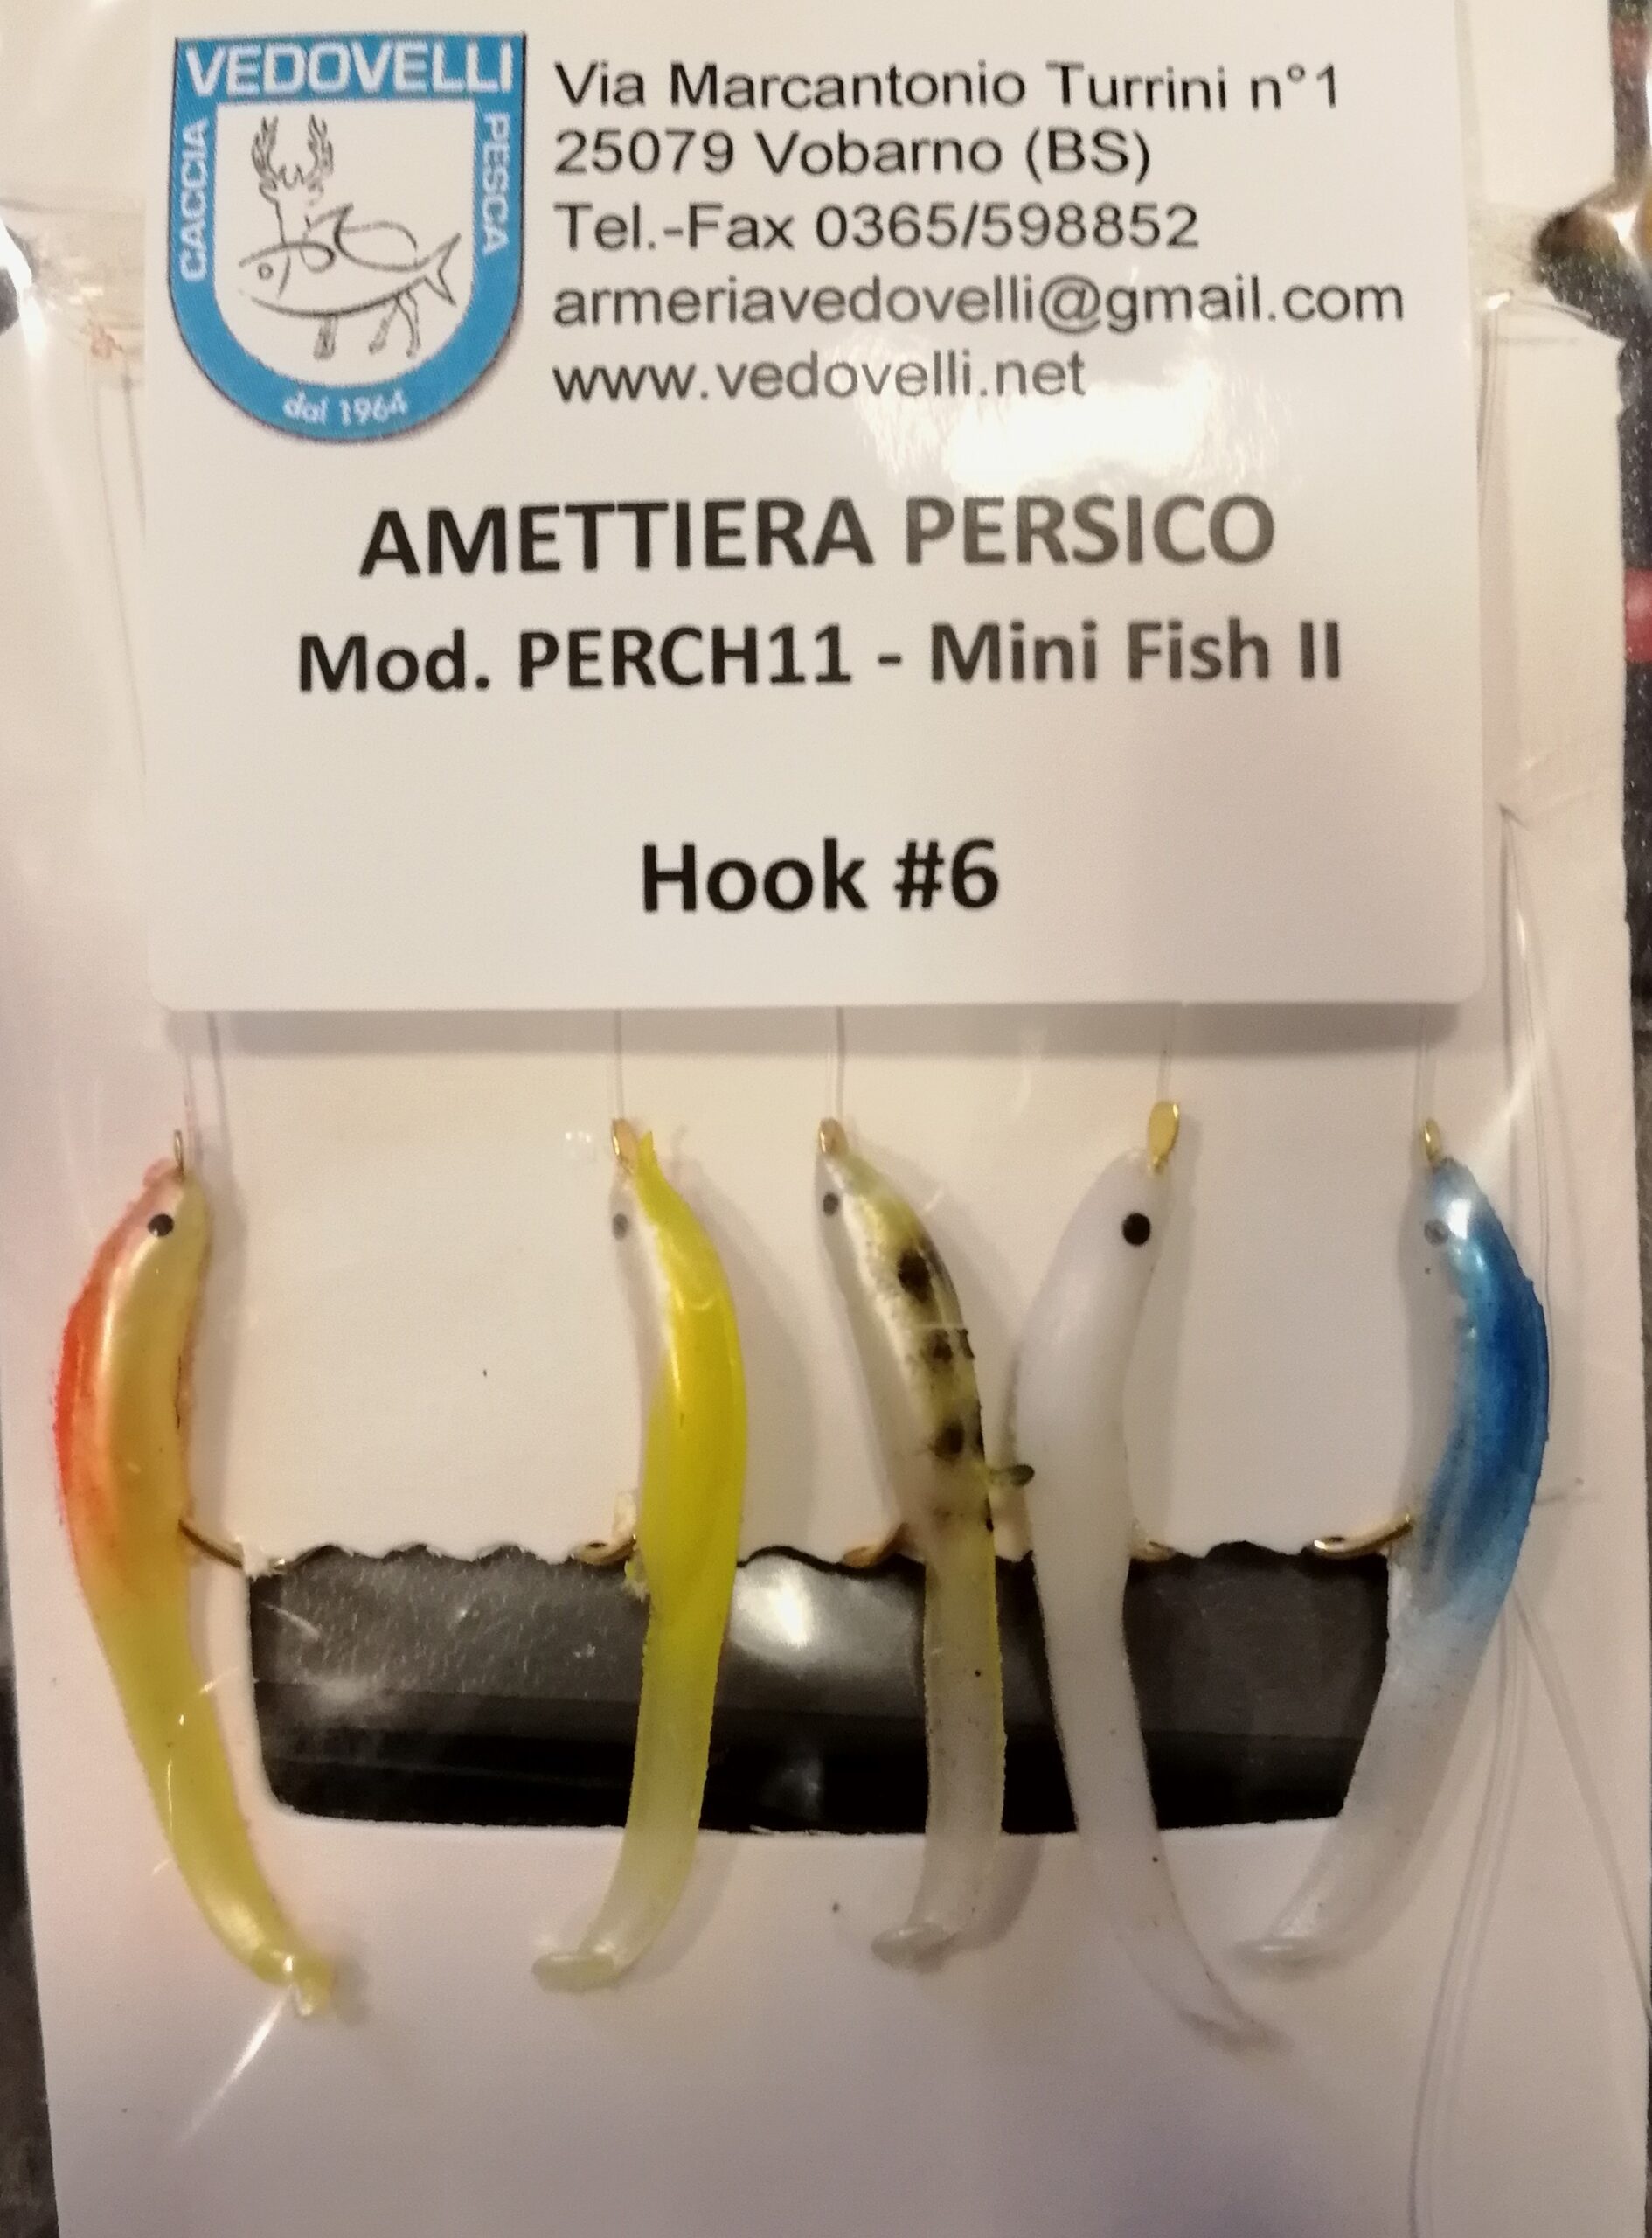 VEDOVELLI
CACCIA
PESCA
dal 1964
Via Marcantonio Turrini n°1
25079 Vobarno (BS)
Tel.-Fax 0365/598852
armeriavedovelli@gmail.com
www.vedovelli.net
AMETTIERA PERSICO
Mod. PERCH11 - Mini Fish II
Hook #6